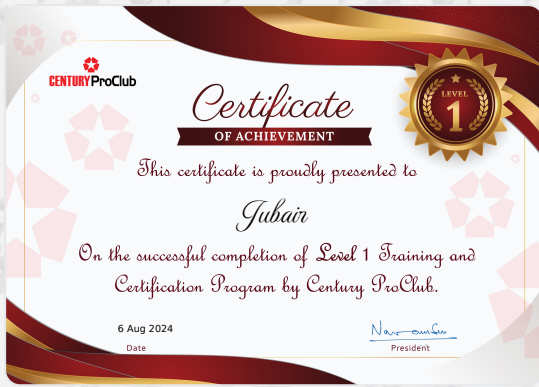 CENTURY ProClub
Certificate
OF ACHIEVEMENT
LEVEL
1
This certificate is proudly presented to
Jubair
On the successful completion of Level 1 Training and
Certification Program by Century ProClub.
6 Aug 2024
Date
President